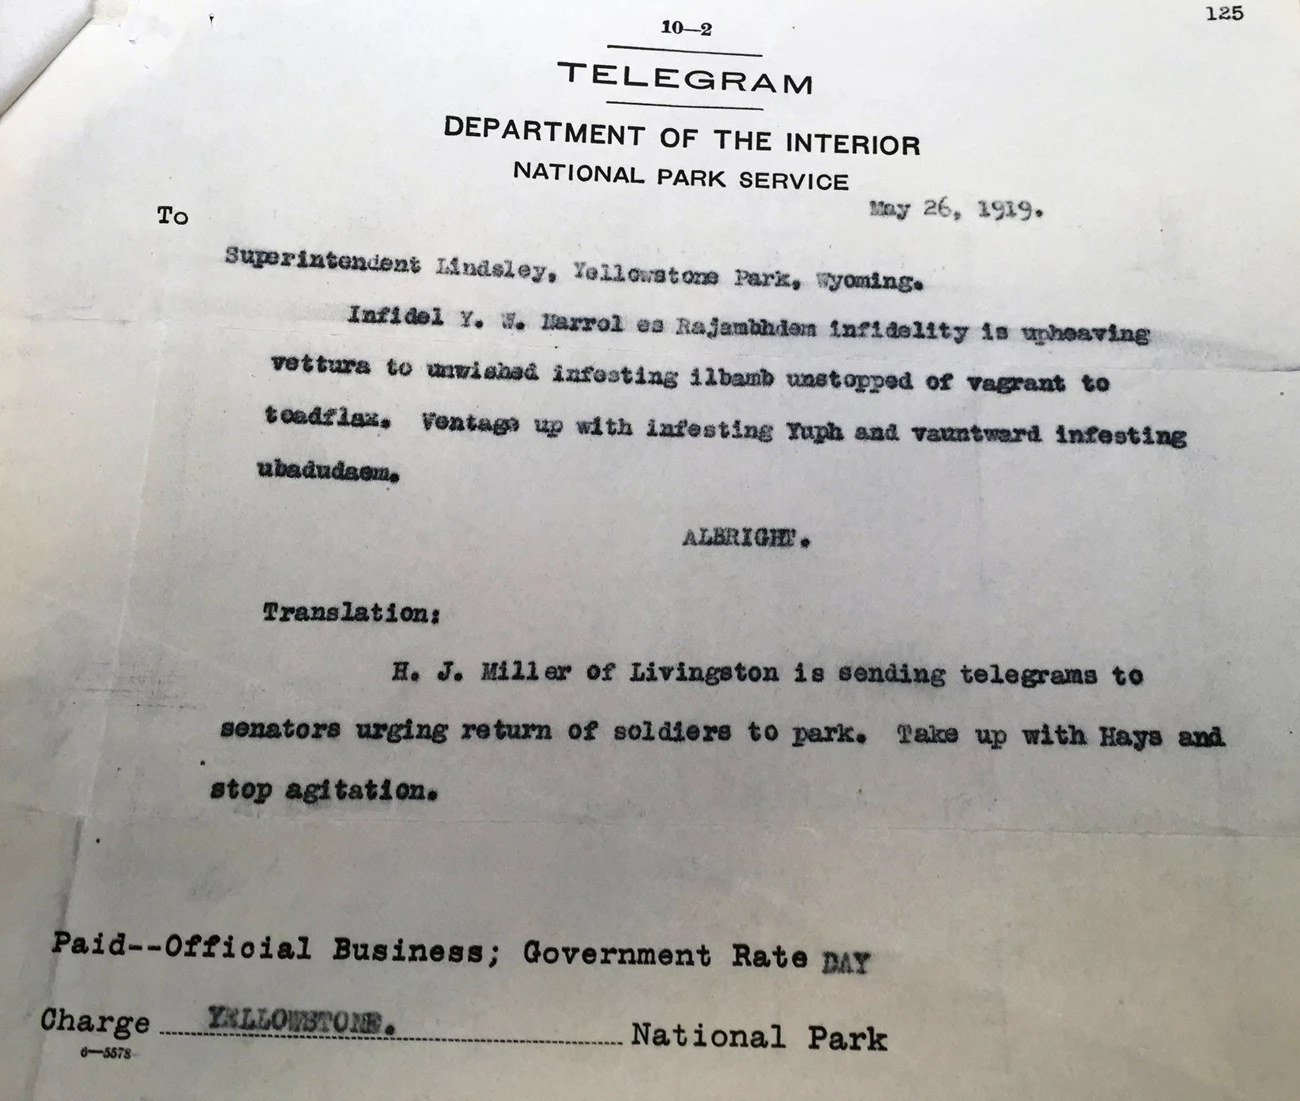 125
10—2
TELEGRAM
DEPARTMENT OF THE INTERIOR
NATIONAL PARK SERVICE
May 26, 1919.
To
Superintendent Lindsley, Yellowstone Park, Wyoming.
Infidel Y. W. Narrol es Rajambhdem infidelity is upheaving
vettura to unwished infesting ilbamb unstopped of vagrant to
toadflax. Ventage up with infesting Yuph and vauntward infesting
ubadudaem.
ALBRIGHT.
Translation:
H. J. Miller of Livingston is sending telegrams to
senators urging return of soldiers to park. Take up with Hays and
stop agitation.
Paid--Official Business; Government Rate DAY
Charge YELLOWSTONE. National Park
6—5578